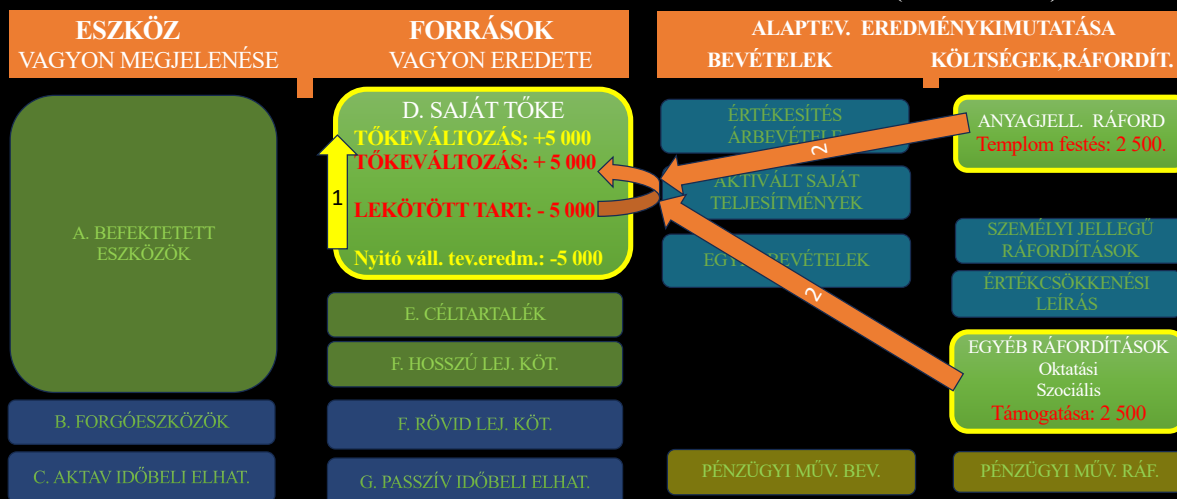 ESZKÖZ
VAGYON MEGJELENÉSE
FORRÁSOK
VAGYON EREDETE
ALAPTEV. EREDMÉNYKIMUTATÁSA
BEVÉTELEK
KÖLTSÉGEK,RÁFORDÍT.
A. BEFEKTETETT
ESZKÖZÖK
B. FORGÓESZKÖZÖK
C. AKTAV IDŐBELI ELHAT.
D. SAJÁT TŐKE
TŐKEVÁLTOZÁS: +5 000
TŐKEVÁLTOZÁS: + 5 000
1
LEKÖTÖTT TART: - 5 000
Nyitó váll. tev.eredm.: -5 000
E. CÉLTARTALÉK
F. HOSSZÚ LEJ. KÖT.
F. RÖVID LEJ. KÖT.
G. PASSZÍV IDŐBELI ELHAT.
ÉRTÉKESÍTÉS
ÁRBEVÉTELE
2
AKTIVÁLT SAJÁT
TELJESÍTMÉNYEK
EGYÉB BEVÉTELEK
2
PÉNZÜGYI MŰV. BEV.
ANYAGJELL. RÁFORD
Templom festés: 2 500.
SZEMÉLYI JELLEGŰ
RÁFORDÍTÁSOK
ÉRTÉKCSÖKKENÉSI
LEÍRÁS
EGYÉB RÁFORDÍTÁSOK
Oktatási
Szociális
Támogatása: 2 500
PÉNZÜGYI MŰV. RÁF.